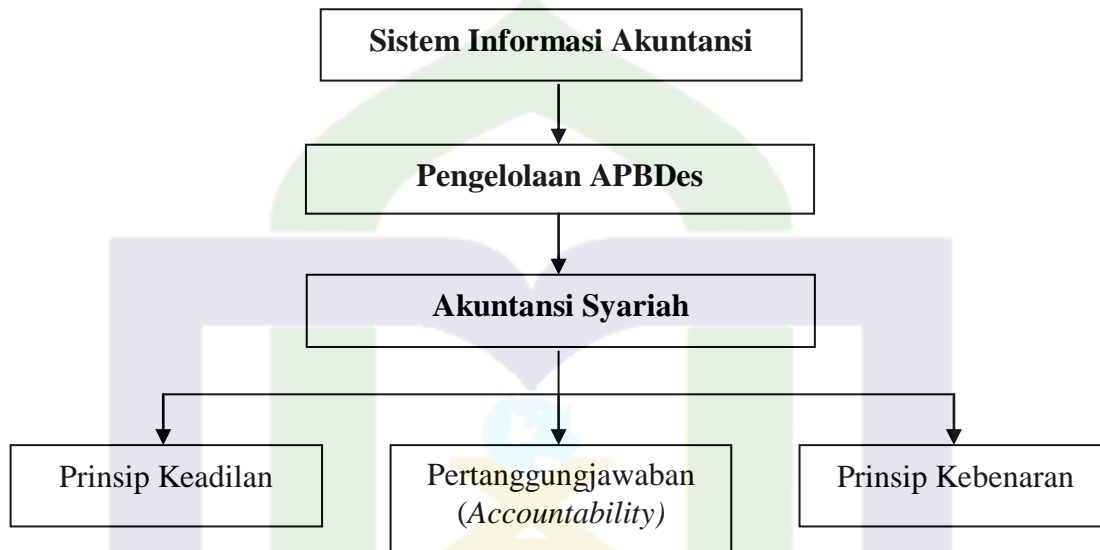 Sistem Informasi Akuntansi
Pengelolaan APBDes
Akuntansi Syariah
Prinsip Keadilan
Pertanggungjawaban
(Accountability)
Prinsip Kebenaran